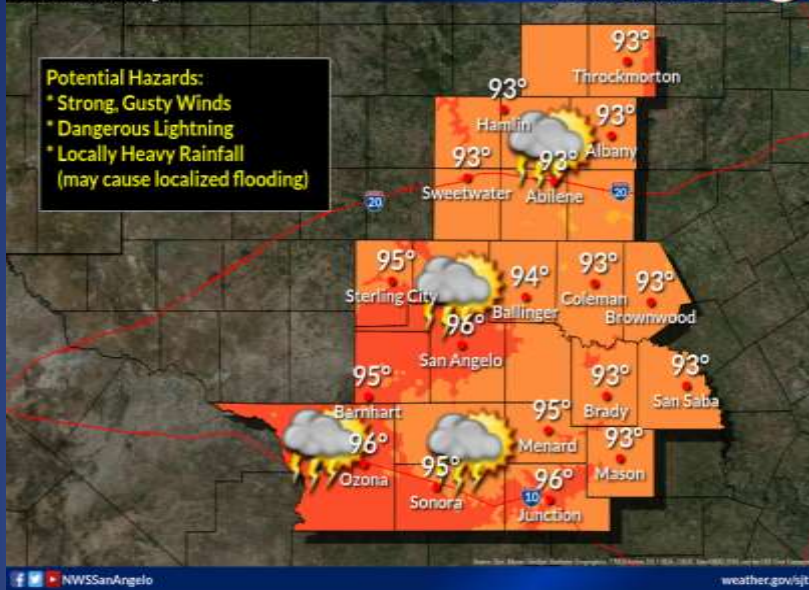 Potential Hazards:
* Strong, Gusty Winds
* Dangerous Lightning
* Locally Heavy Rainfall
(may cause localized flooding)
93°
Throckmorton
93°
Hamlin
93°
Albany
93°
Sweetwater
93°
Abilene
20
20
95°
Sterling City
94°
Ballinger
93°
Coleman
93°
Brownwood
96°
San Angelo
95°
Barnhart
93°
Brady
93°
San Saba
96°
Ozona
95°
Sonora
95°
Menard
93°
Mason
10
96°
Junction
NWSSanAngelo
weather.gov/sjt